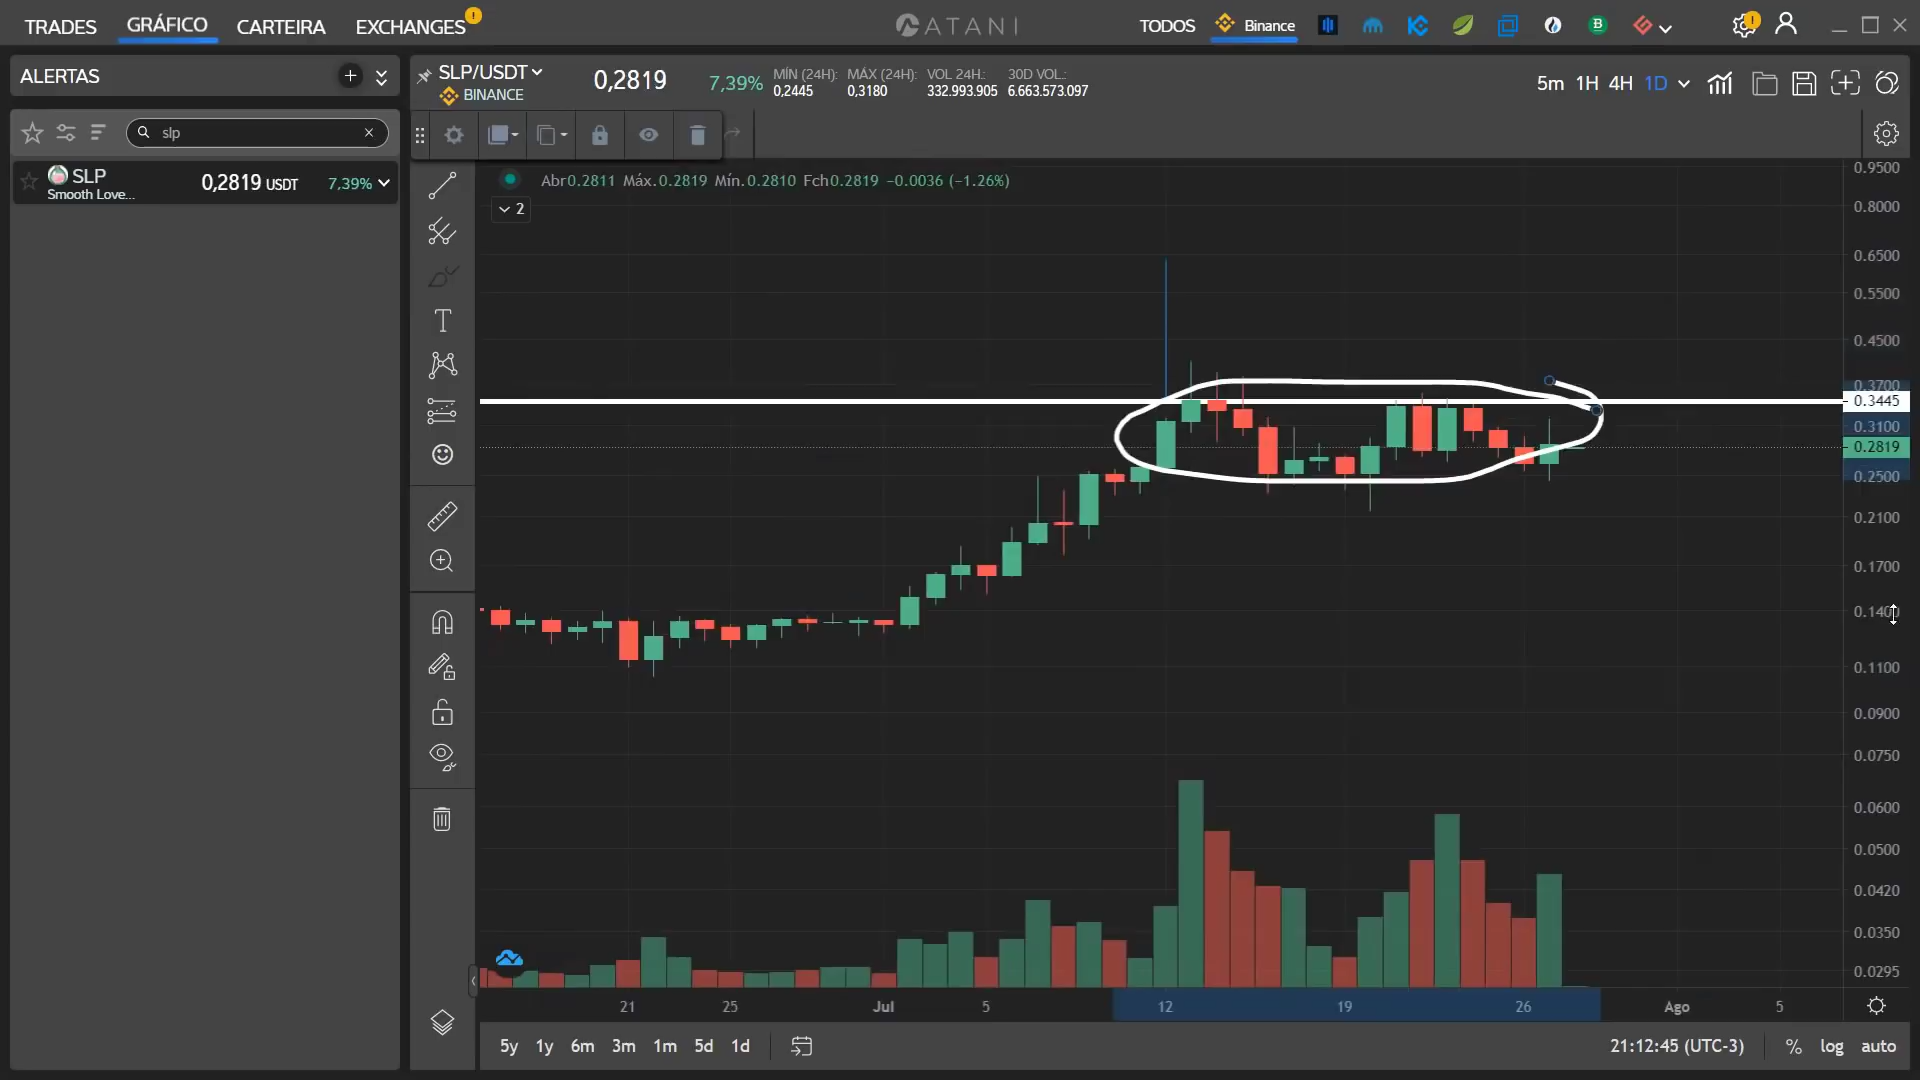 TRADES GRÁFICO CARTEIRA EXCHANGES
ATANI
TODOS Binance
ALERTAS
slp
SLP
Smooth Love...
0,2819 USDT 7,39%
SLP/USDT
BINANCE
0,2819 7,39%
MÍN (24H): MÁX (24H): VOL 24H.: 30D VOL.:
0,2445 0,3180 332.993.905 6.663.573.097
5m 1H 4H 1D
Abr0.2811 Máx.0.2819 Mín.0.2810 Fch0.2819 −0.0036 (−1.26%)
2
0.9500
0.8000
0.6500
0.5500
0.4500
0.3700
0.3445
0.3100
0.2819
0.2500
0.2100
0.1700
0.1400
0.1100
0.0900
0.0750
0.0600
0.0500
0.0420
0.0350
0.0295
21 25 Jul 5 12 19 26 Ago 5
5y 1y 6m 3m 1m 5d 1d
21:12:45 (UTC-3) % log auto